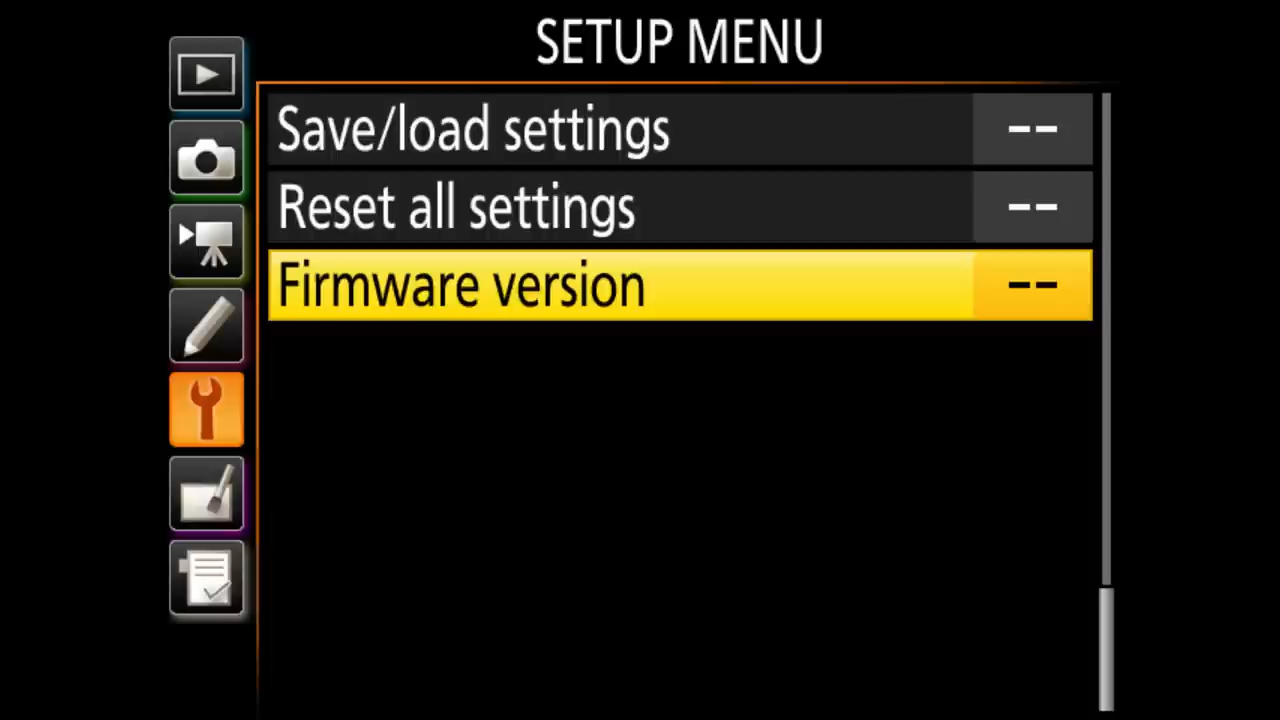 SETUP MENU
Save/load settings --
Reset all settings --
Firmware version --